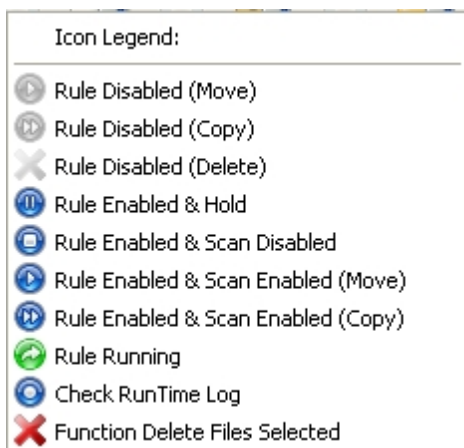 Icon Legend:
Rule Disabled (Move)
Rule Disabled (Copy)
Rule Disabled (Delete)
Rule Enabled & Hold
Rule Enabled & Scan Disabled
Rule Enabled & Scan Enabled (Move)
Rule Enabled & Scan Enabled (Copy)
Rule Running
Check RunTime Log
Function Delete Files Selected